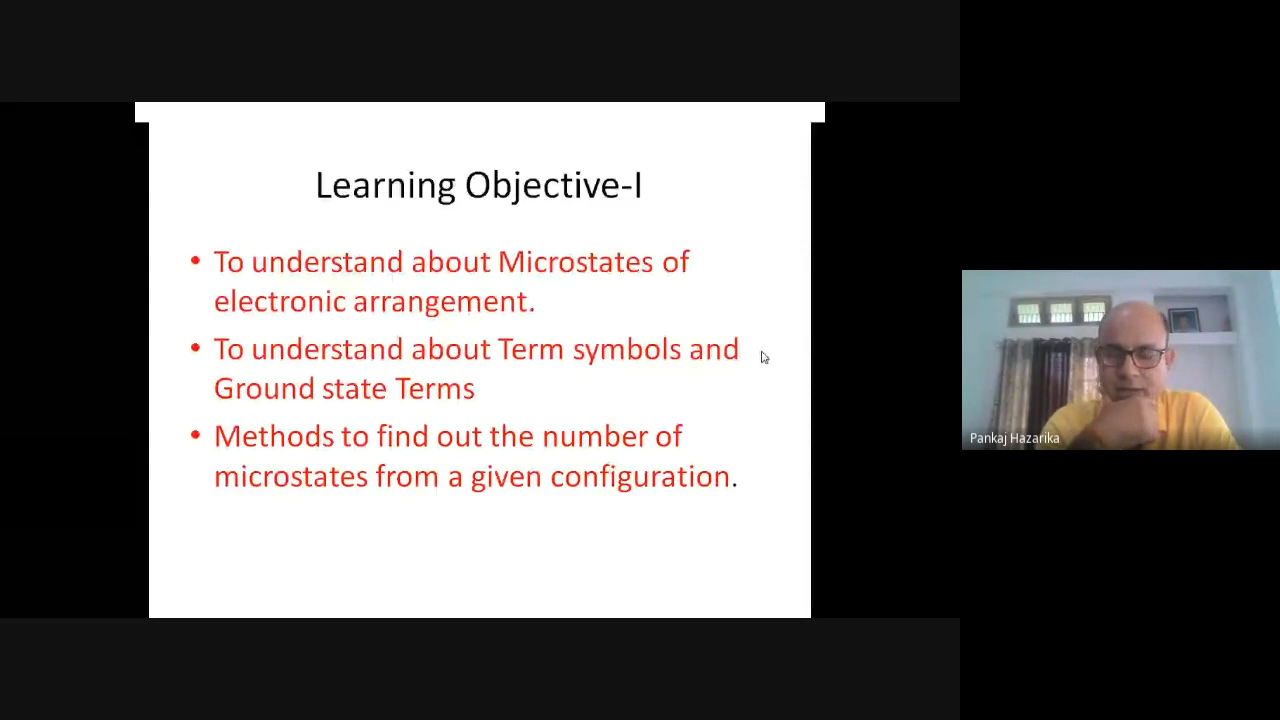 Learning Objective-I
• To understand about Microstates of
electronic arrangement.
• To understand about Term symbols and
Ground state Terms
• Methods to find out the number of
microstates from a given configuration.
Pankaj Hazarika